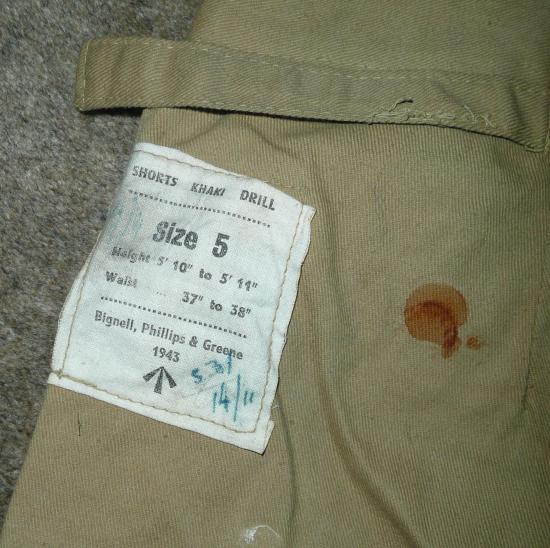 SHORTS KHAKI DRILL
Size 5
Height 5' 10" to 5' 11"
Waist 37" to 38"
Bignell, Phillips & Greene
1943
14/11